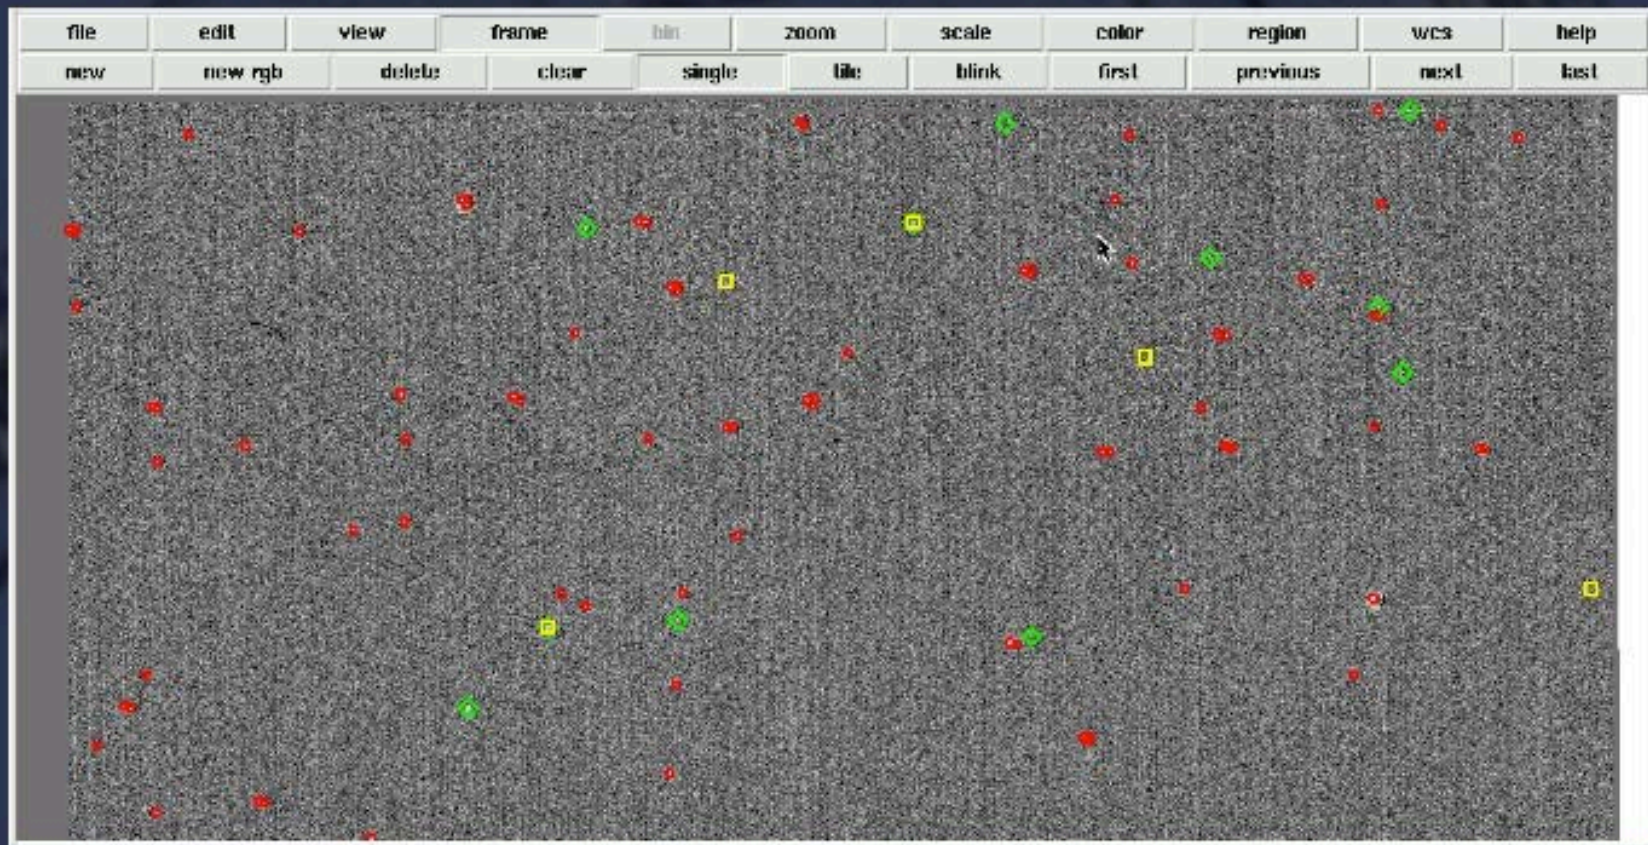 file edit view frame bin zoom scale color region wcs help
new new rgb delete clear single tile blink first previous next last